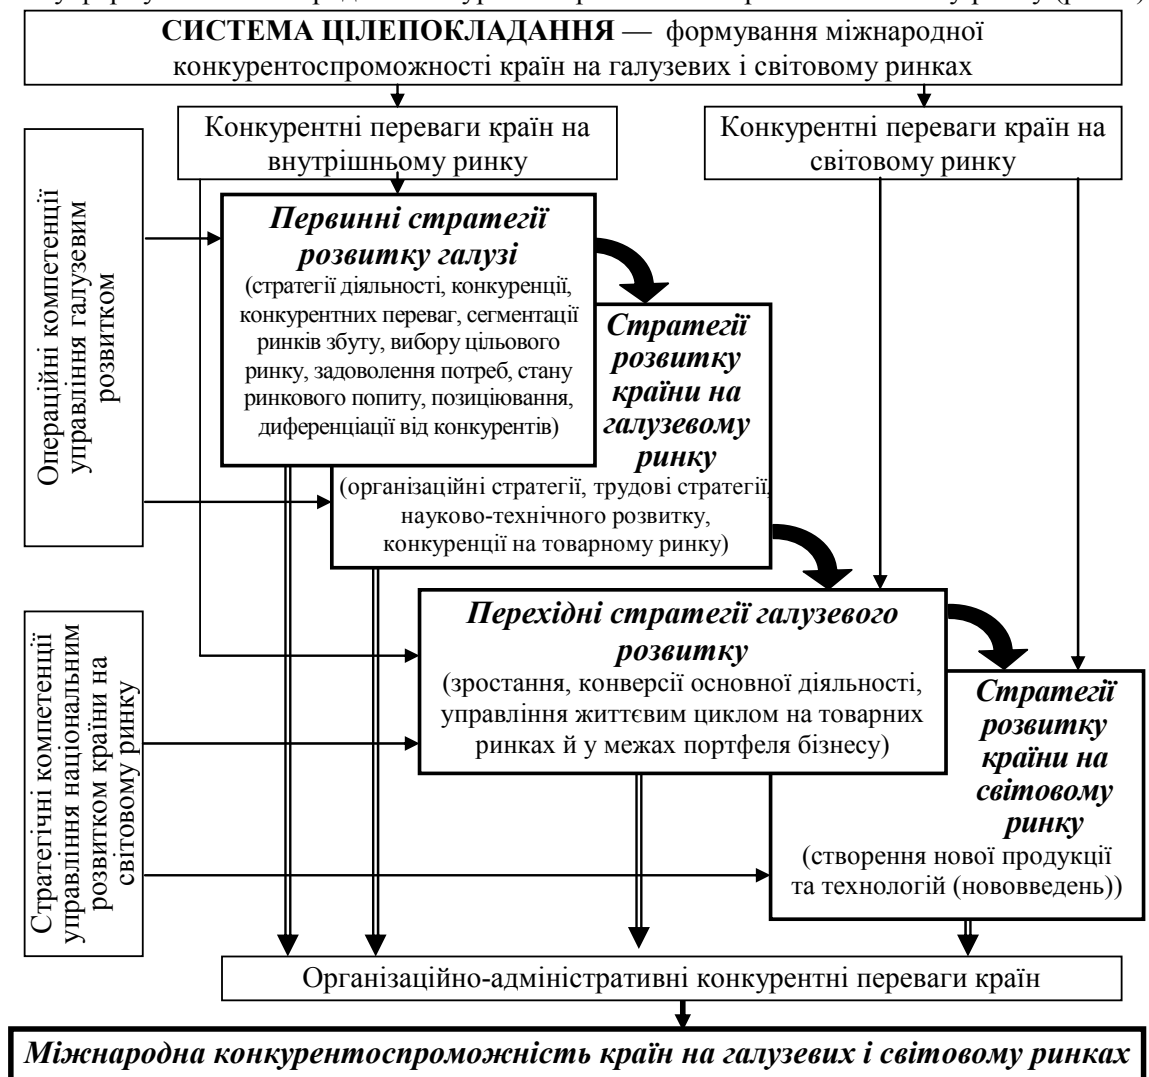 СИСТЕМА ЦІЛЕПОКЛАДАННЯ — формування міжнародної
конкурентоспроможності країн на галузевих і світовому ринках
Конкурентні переваги країн на
внутрішньому ринку
Конкурентні переваги країн на
світовому ринку
Операційні компетенції
управління галузевим
розвитком
Первинні стратегії
розвитку галузі
(стратегії діяльності, конкуренції,
конкурентних переваг, сегментації
ринків збуту, вибору цільового
ринку, задоволення потреб, стану
ринкового попиту, позиціювання,
диференціації від конкурентів)
Стратегії
розвитку
країни на
галузевому
ринку
(організаційні стратегії, трудові стратегії,
науково-технічного розвитку,
конкуренції на товарному ринку)
Стратегічні компетенції
управління національним
розвитком країни на
світовому ринку
Перехідні стратегії галузевого
розвитку
(зростання, конверсії основної діяльності,
управління життєвим циклом на товарних
ринках й у межах портфеля бізнесу)
Стратегії
розвитку
країни на
світовому
ринку
(створення нової продукції
та технологій (нововведень))
Організаційно-адміністративні конкурентні переваги країн
Міжнародна конкурентоспроможність країн на галузевих і світовому ринках